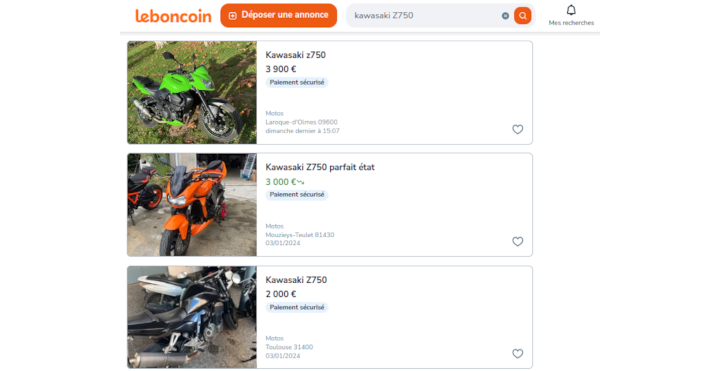 leboncoin
Déposer une annonce
kawasaki Z750
Mes recherches
Kawasaki z750
3 900 €
Paiement sécurisé
Motos
Laroque-d'Olmes 09600
dimanche dernier à 15:07
Kawasaki Z750 parfait état
3 000 €
Paiement sécurisé
Motos
Mouzieys-Teulet 81430
03/01/2024
Kawasaki Z750
2 000 €
Paiement sécurisé
Motos
Toulouse 31400
03/01/2024